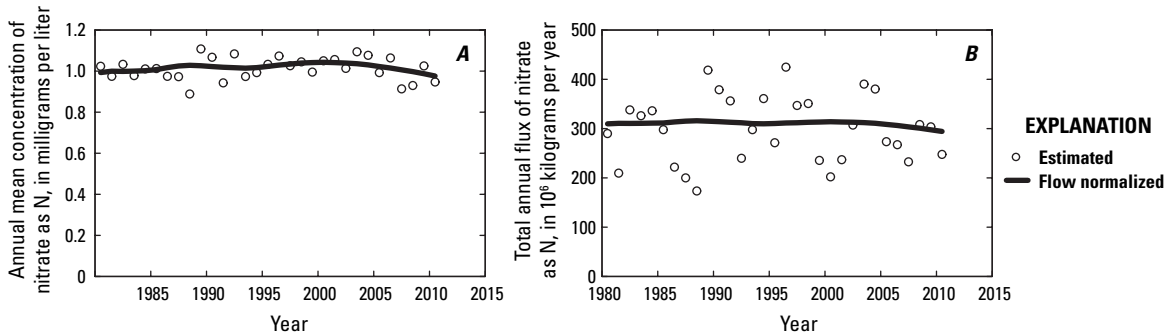 Annual mean concentration of
nitrate as N, in milligrams per liter
1.2
1.0
0.8
0.6
0.4
0.2
0
A
1985
1990
1995
2000
2005
2010
2015
Year
Total annual flux of nitrate
as N, in 10⁶ kilograms per year
500
400
300
200
100
0
B
1980
1985
1990
1995
2000
2005
2010
2015
Year
EXPLANATION
Estimated
Flow normalized